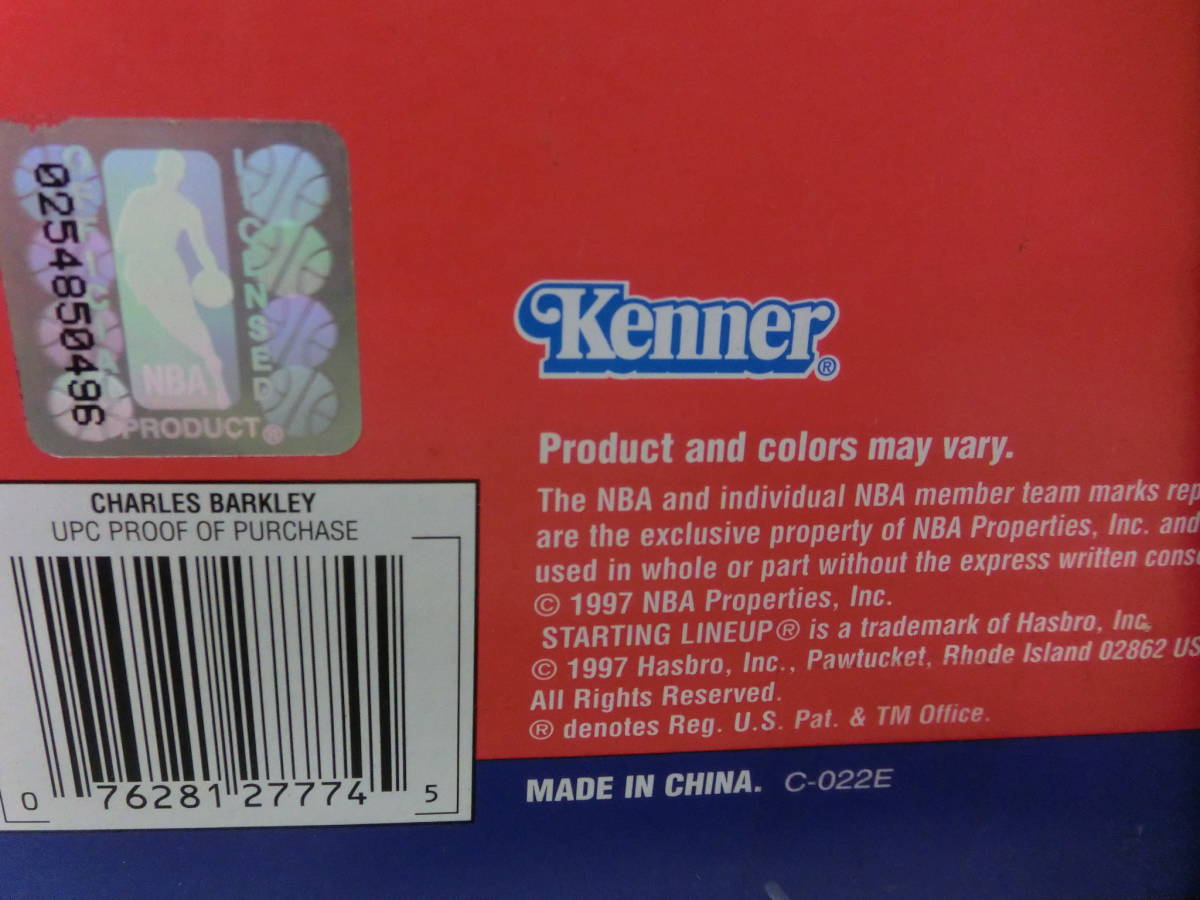 OFFICIAL
LICENSED
0254850496
NBA
PRODUCT®
CHARLES BARKLEY
UPC PROOF OF PURCHASE
0 76281 27774 5
Kenner®
Product and colors may vary.
The NBA and individual NBA member team marks rep
are the exclusive property of NBA Properties, Inc. and
used in whole or part without the express written cons
© 1997 NBA Properties, Inc.
STARTING LINEUP® is a trademark of Hasbro, Inc.
© 1997 Hasbro, Inc., Pawtucket, Rhode Island 02862 US
All Rights Reserved.
® denotes Reg. U.S. Pat. & TM Office.
MADE IN CHINA. C-022E